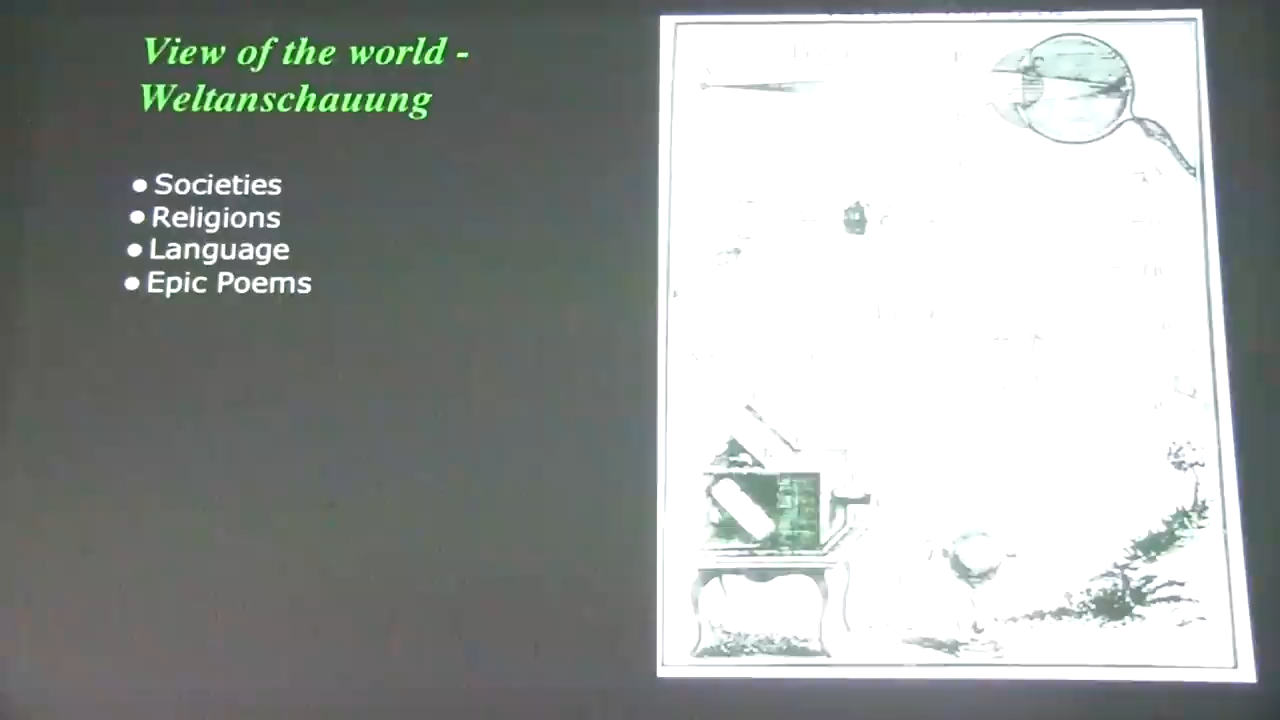 View of the world -
Weltanschauung
● Societies
● Religions
● Language
● Epic Poems